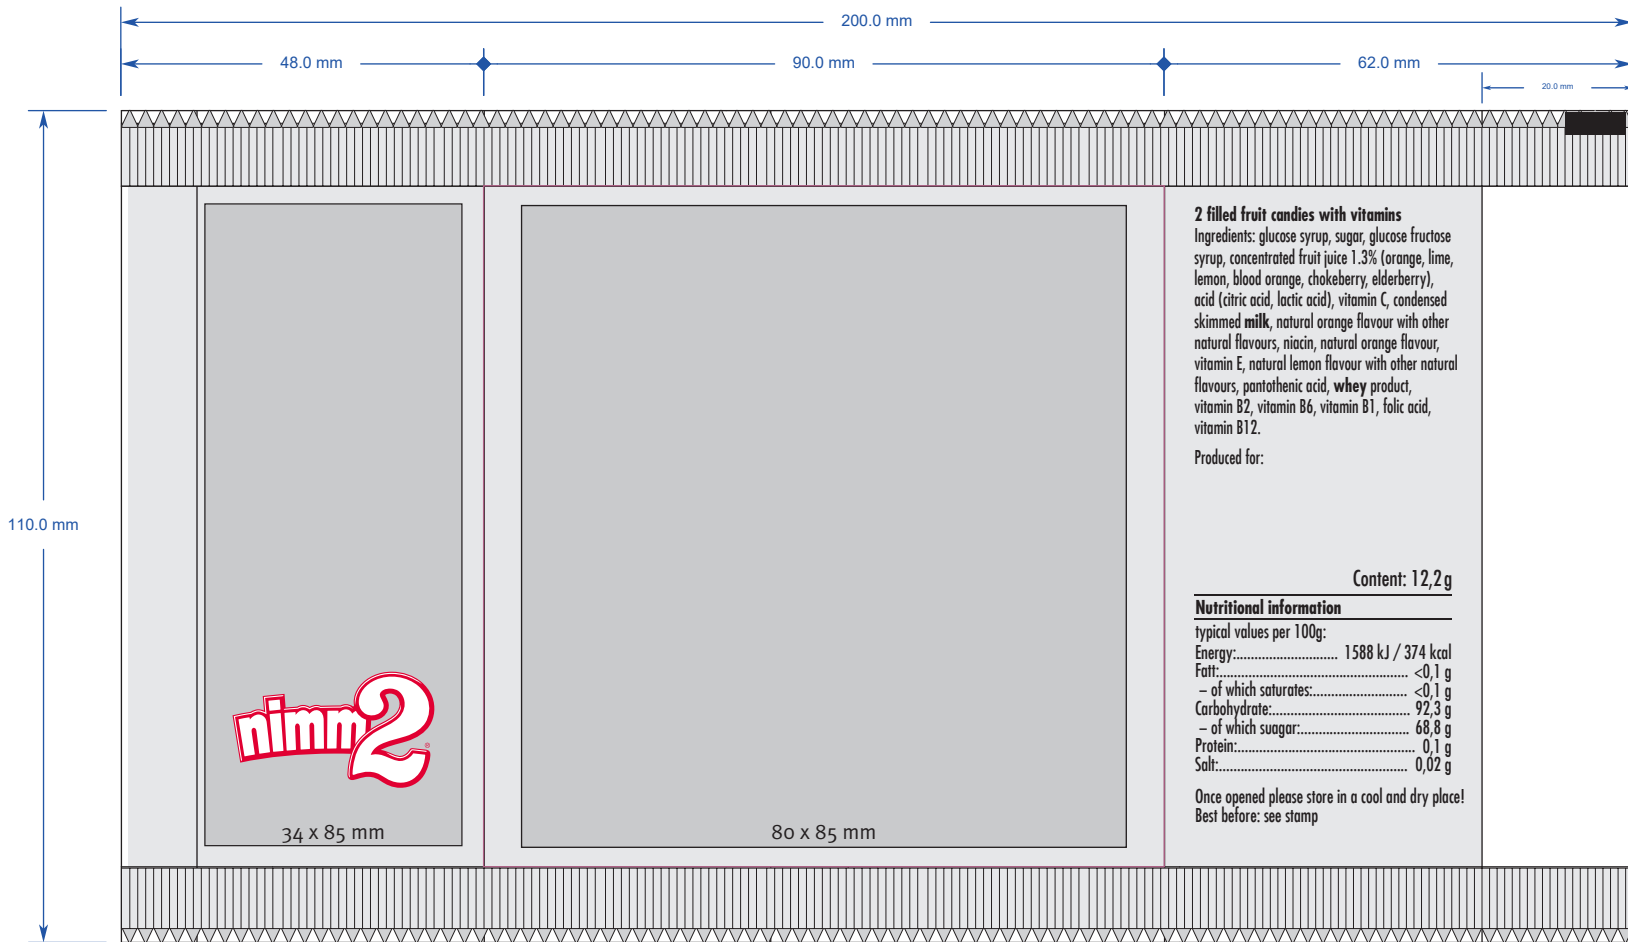 200.0 mm
48.0 mm
90.0 mm
62.0 mm
20.0 mm
110.0 mm
nimm2®
34 x 85 mm
80 x 85 mm
2 filled fruit candies with vitamins
Ingredients: glucose syrup, sugar, glucose fructose
syrup, concentrated fruit juice 1.3% (orange, lime,
lemon, blood orange, chokeberry, elderberry),
acid (citric acid, lactic acid), vitamin C, condensed
skimmed milk, natural orange flavour with other
natural flavours, niacin, natural orange flavour,
vitamin E, natural lemon flavour with other natural
flavours, pantothenic acid, whey product,
vitamin B2, vitamin B6, vitamin B1, folic acid,
vitamin B12.
Produced for:
Content: 12,2 g
Nutritional information
typical values per 100g:
Energy:............................ 1588 kJ / 374 kcal
Fatt:.................................................... <0,1 g
– of which saturates:.......................... <0,1 g
Carbohydrate:...................................... 92,3 g
– of which suagar:.............................. 68,8 g
Protein:................................................. 0,1 g
Salt:.................................................... 0,02 g
Once opened please store in a cool and dry place!
Best before: see stamp